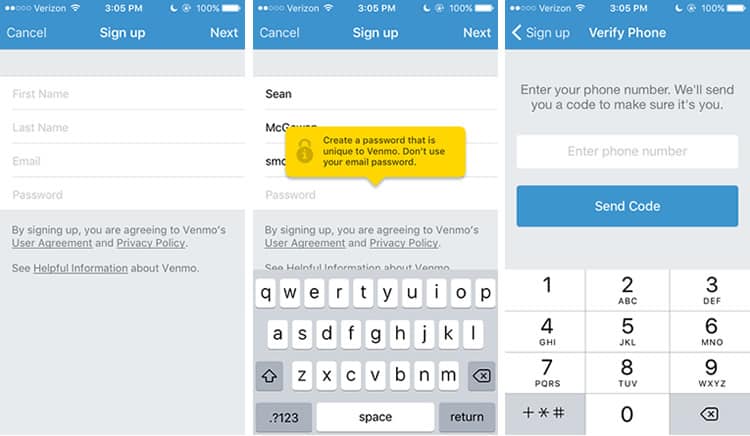 Verizon 3:05 PM 100%
Cancel Sign up Next
First Name
Last Name
Email
Password
By signing up, you are agreeing to Venmo's
User Agreement and Privacy Policy.
See Helpful Information about Venmo.
Verizon 3:05 PM 100%
Cancel Sign up Next
Sean
Create a password that is
unique to Venmo. Don't use
your email password.
Password
By signing up, you are agreeing to Venmo's
User Agreement and Privacy Policy.
See Helpful Information about Venmo.
q w e r t y u i o p
a s d f g h j k l
z x c v b n m
.?123 space return
Verizon 3:05 PM 100%
Sign up Verify Phone
Enter your phone number. We'll send
you a code to make sure it's you.
Enter phone number
Send Code
1 2 3
ABC DEF
4 5 6
GHI JKL MNO
7 8 9
PQRS TUV WXYZ
+*# 0